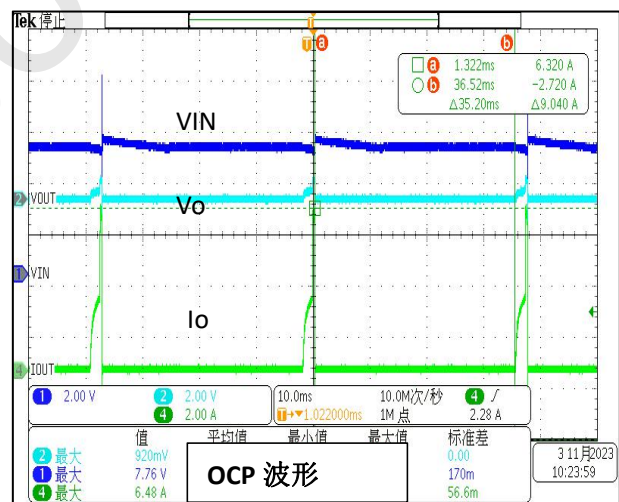 Tek 停止
T
T a b
a 1.322ms 6.320 A
b 36.52ms −2.720 A
Δ35.20ms Δ9.040 A
VIN
2 VOUT
Vo
1 VIN
Io
4 IOUT
1 2.00 V 2 2.00 V 10.0ms 10.0M次/秒 4 /
4 2.00 A T→▼1.022000ms 1M 点 2.28 A
值 平均值 最小值 最大值 标准差
2 最大 920mV 0.00
1 最大 7.76 V 170m
4 最大 6.48 A 56.6m
OCP 波形
3 11月2023
10:23:59